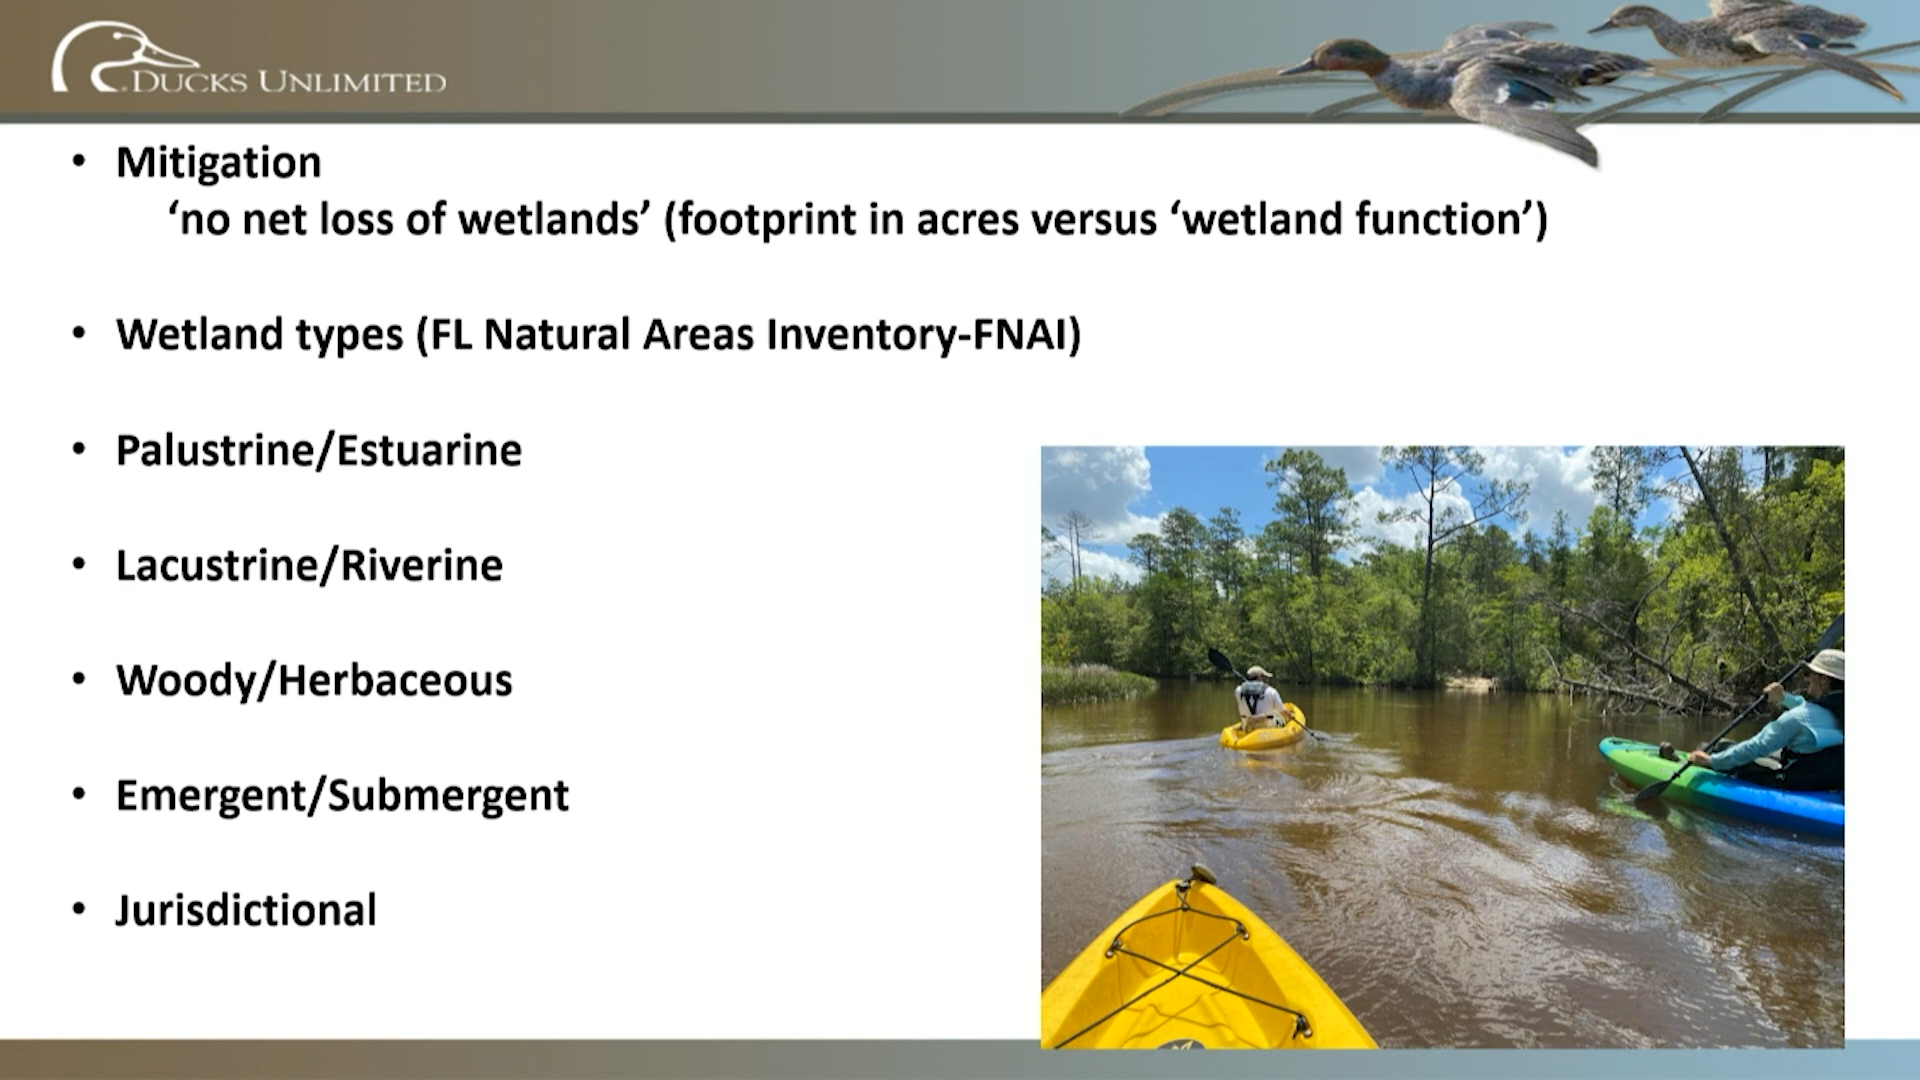 DUCKS UNLIMITED
• Mitigation
‘no net loss of wetlands’ (footprint in acres versus ‘wetland function’)
• Wetland types (FL Natural Areas Inventory-FNAI)
• Palustrine/Estuarine
• Lacustrine/Riverine
• Woody/Herbaceous
• Emergent/Submergent
• Jurisdictional